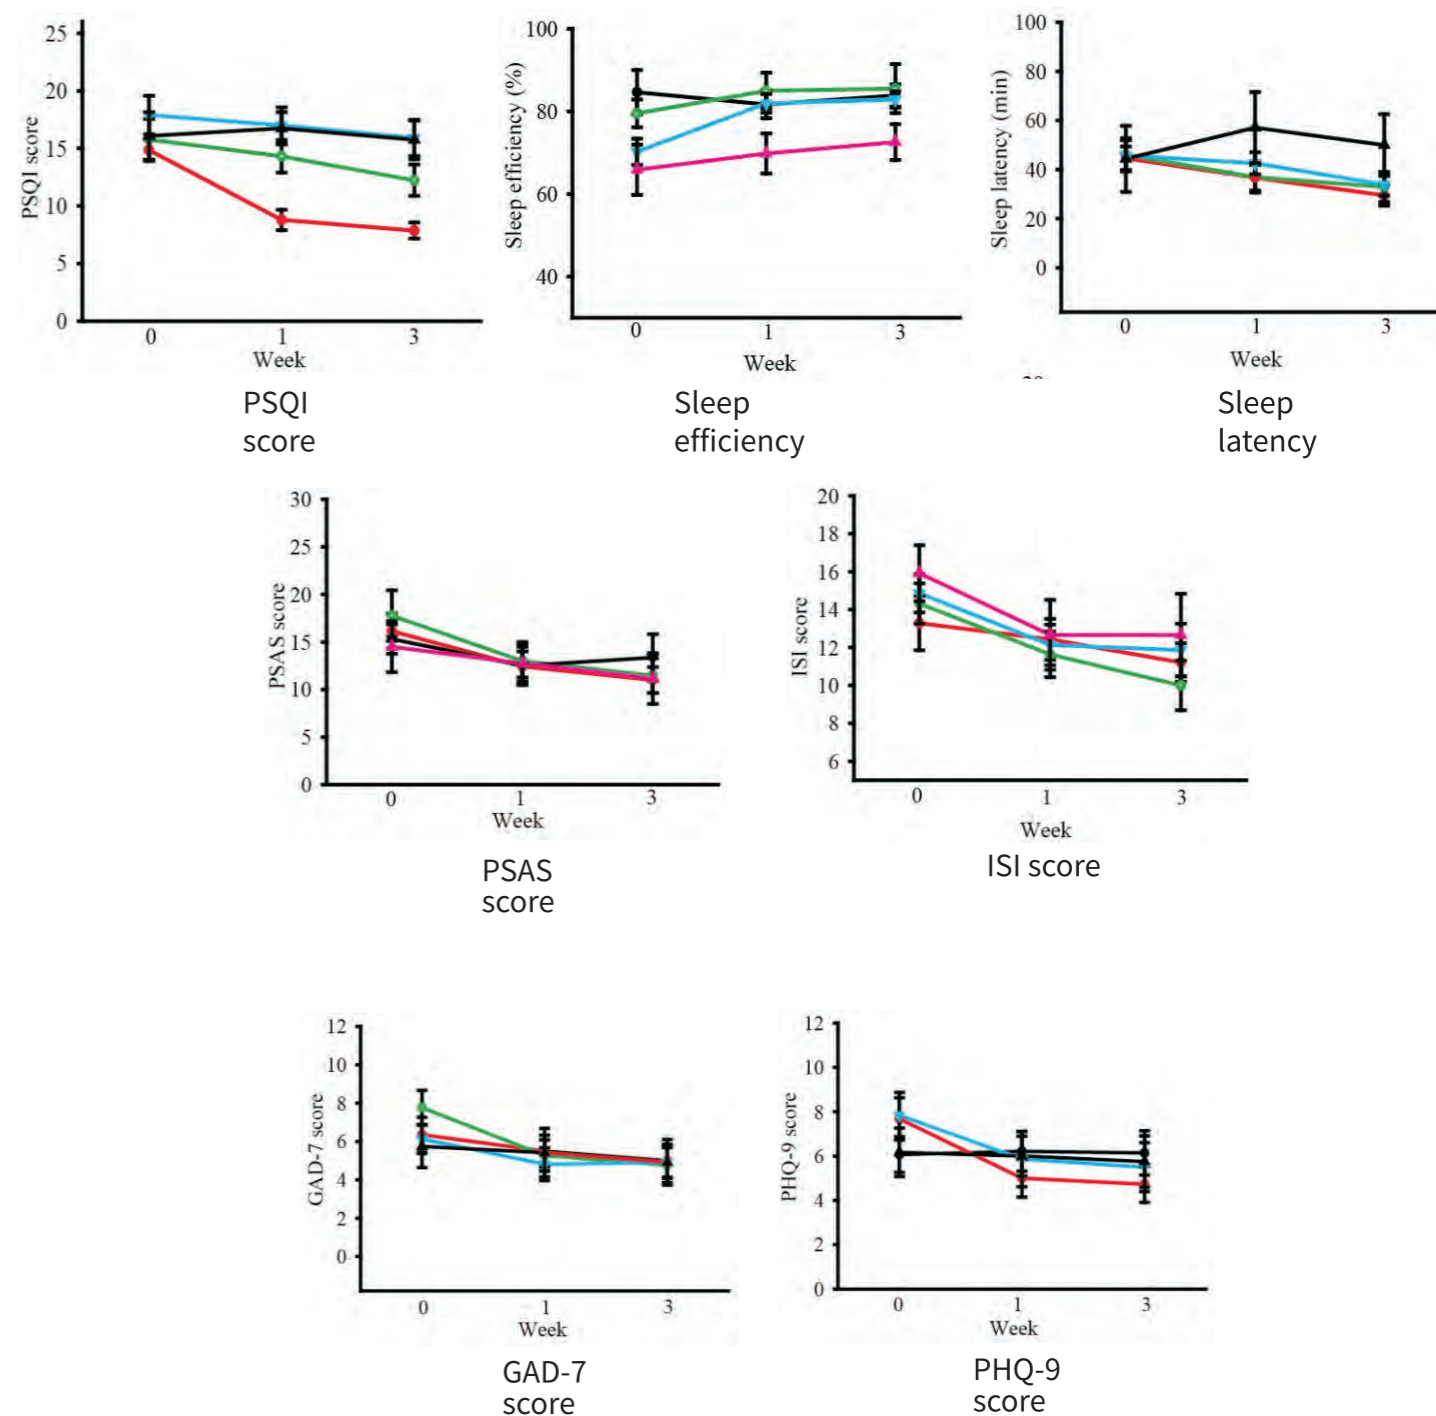 25
20
15
10
5
0
PSQI score
0 1 3
Week
PSQI
score
100
80
60
40
Sleep efficiency (%)
0 1 3
Week
Sleep
efficiency
100
80
60
40
20
0
Sleep latency (min)
0 1 3
Week
Sleep
latency
30
25
20
15
10
5
0
PSAS score
0 1 3
Week
PSAS
score
20
18
16
14
12
10
8
6
ISI score
0 1 3
Week
ISI score
12
10
8
6
4
2
0
GAD-7 score
0 1 3
Week
GAD-7
score
12
10
8
6
4
2
0
PHQ-9 score
0 1 3
Week
PHQ-9
score